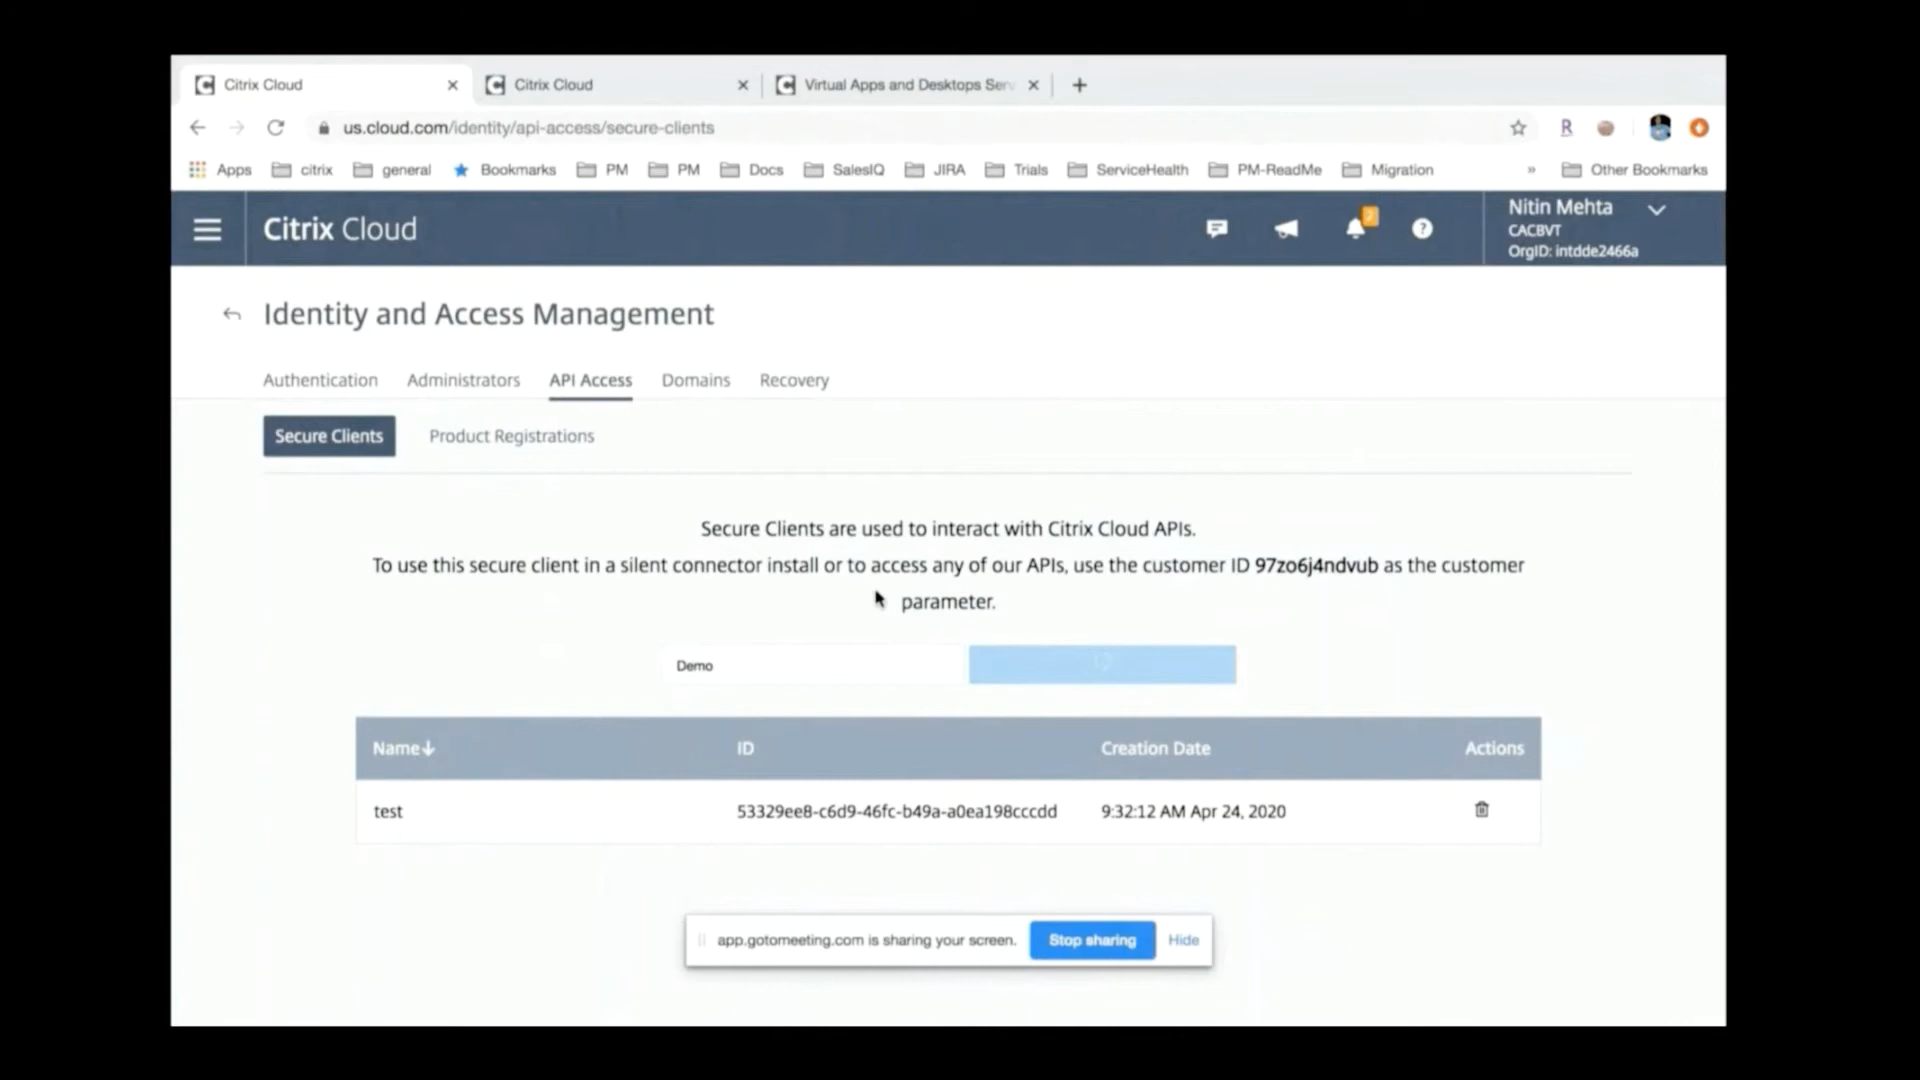 Citrix Cloud
Citrix Cloud
Virtual Apps and Desktops Serv
us.cloud.com/identity/api-access/secure-clients
R
Apps citrix general Bookmarks PM PM Docs SalesIQ JIRA Trials ServiceHealth PM-ReadMe Migration » Other Bookmarks
Citrix Cloud
Nitin Mehta
CACBVT
OrgID: intdde2466a
Identity and Access Management
Authentication Administrators API Access Domains Recovery
Secure Clients Product Registrations
Secure Clients are used to interact with Citrix Cloud APIs.
To use this secure client in a silent connector install or to access any of our APIs, use the customer ID 97zo6j4ndvub as the customer
parameter.
Demo
Name ID Creation Date Actions
test 53329ee8-c6d9-46fc-b49a-a0ea198cccdd 9:32:12 AM Apr 24, 2020
app.gotomeeting.com is sharing your screen. Stop sharing Hide